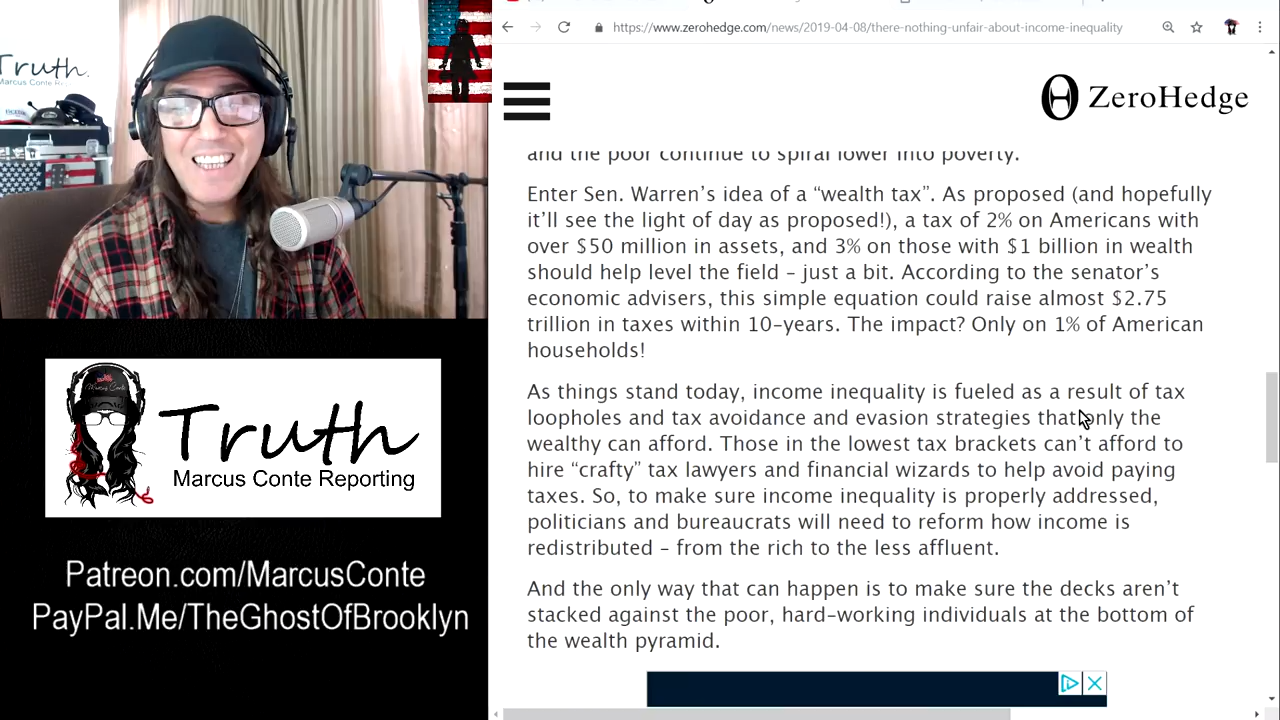 Truth.
Marcus Conte Re
Truth
Marcus Conte Reporting
Patreon.com/MarcusConte
PayPal.Me/TheGhostOfBrooklyn
https://www.zerohedge.com/news/2019-04-08/there-nothing-unfair-about-income-inequality
ZeroHedge
and the poor continue to spiral lower into poverty.
Enter Sen. Warren's idea of a “wealth tax”. As proposed (and hopefully
it'll see the light of day as proposed!), a tax of 2% on Americans with
over $50 million in assets, and 3% on those with $1 billion in wealth
should help level the field – just a bit. According to the senator's
economic advisers, this simple equation could raise almost $2.75
trillion in taxes within 10-years. The impact? Only on 1% of American
households!
As things stand today, income inequality is fueled as a result of tax
loopholes and tax avoidance and evasion strategies that only the
wealthy can afford. Those in the lowest tax brackets can't afford to
hire “crafty” tax lawyers and financial wizards to help avoid paying
taxes. So, to make sure income inequality is properly addressed,
politicians and bureaucrats will need to reform how income is
redistributed – from the rich to the less affluent.
And the only way that can happen is to make sure the decks aren't
stacked against the poor, hard-working individuals at the bottom of
the wealth pyramid.